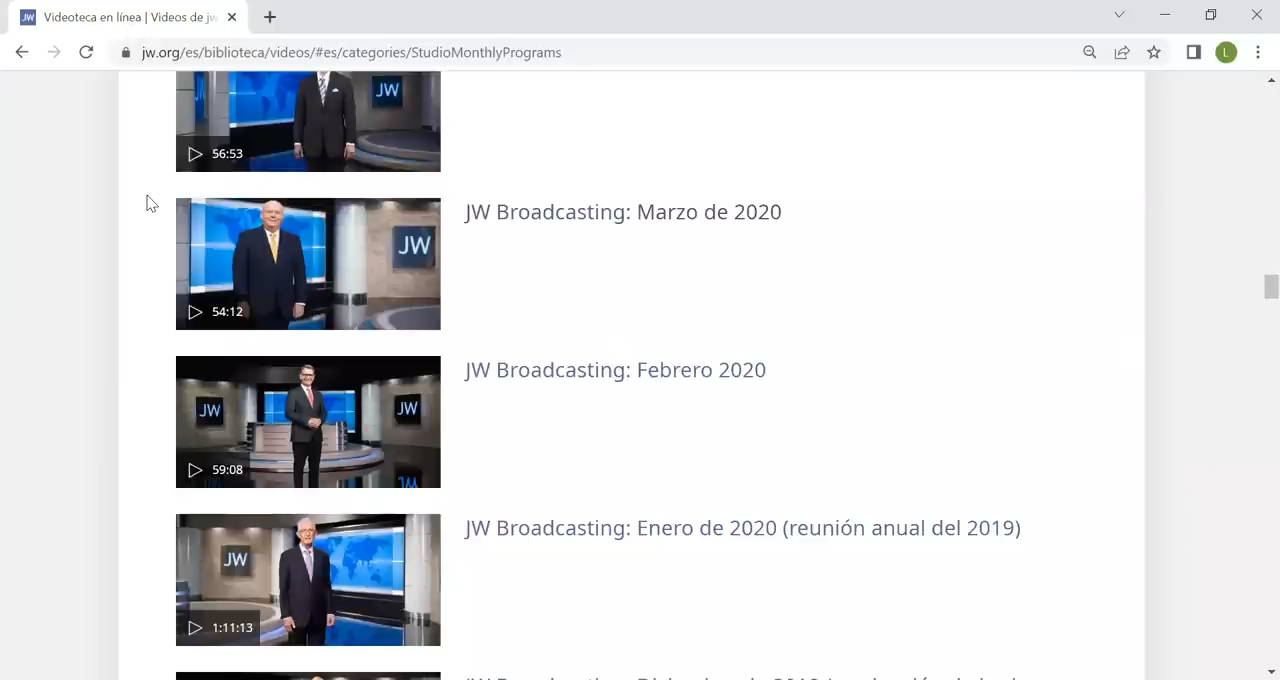 JW Videoteca en línea | Videos de jw
jw.org/es/biblioteca/videos/#es/categories/StudioMonthlyPrograms
L
JW
56:53
JW Broadcasting: Marzo de 2020
JW
54:12
JW Broadcasting: Febrero 2020
JW
JW
59:08
JW
JW Broadcasting: Enero de 2020 (reunión anual del 2019)
JW
1:11:13